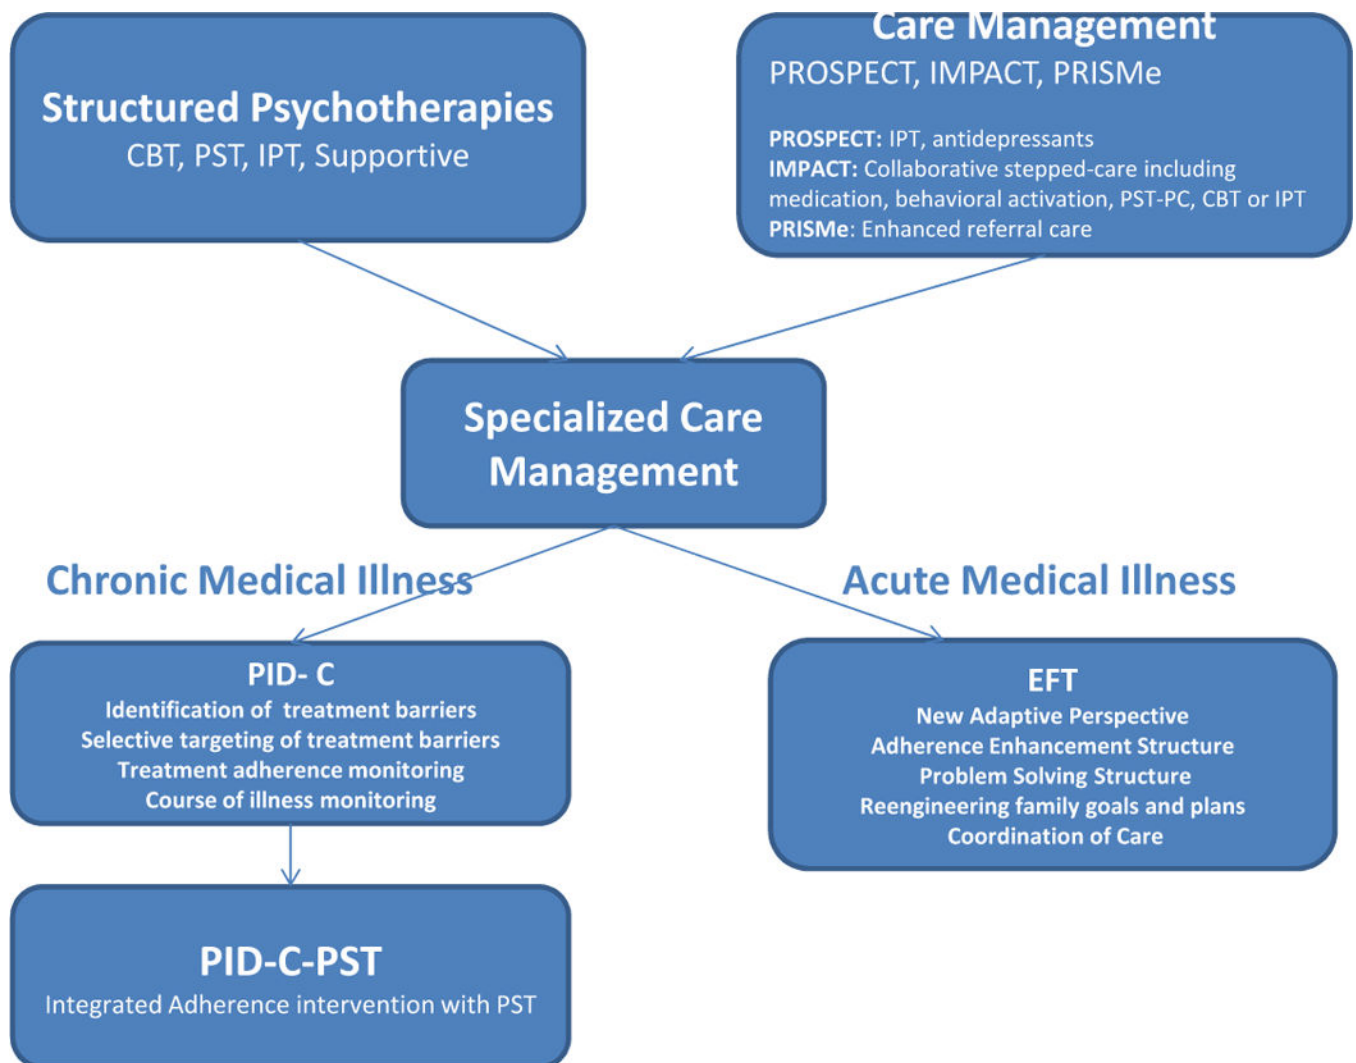 Structured Psychotherapies
CBT, PST, IPT, Supportive
Care Management
PROSPECT, IMPACT, PRISMe
PROSPECT: IPT, antidepressants
IMPACT: Collaborative stepped-care including
medication, behavioral activation, PST-PC, CBT or IPT
PRISMe: Enhanced referral care
Specialized Care
Management
Chronic Medical Illness
Acute Medical Illness
PID- C
Identification of treatment barriers
Selective targeting of treatment barriers
Treatment adherence monitoring
Course of illness monitoring
EFT
New Adaptive Perspective
Adherence Enhancement Structure
Problem Solving Structure
Reengineering family goals and plans
Coordination of Care
PID-C-PST
Integrated Adherence intervention with PST